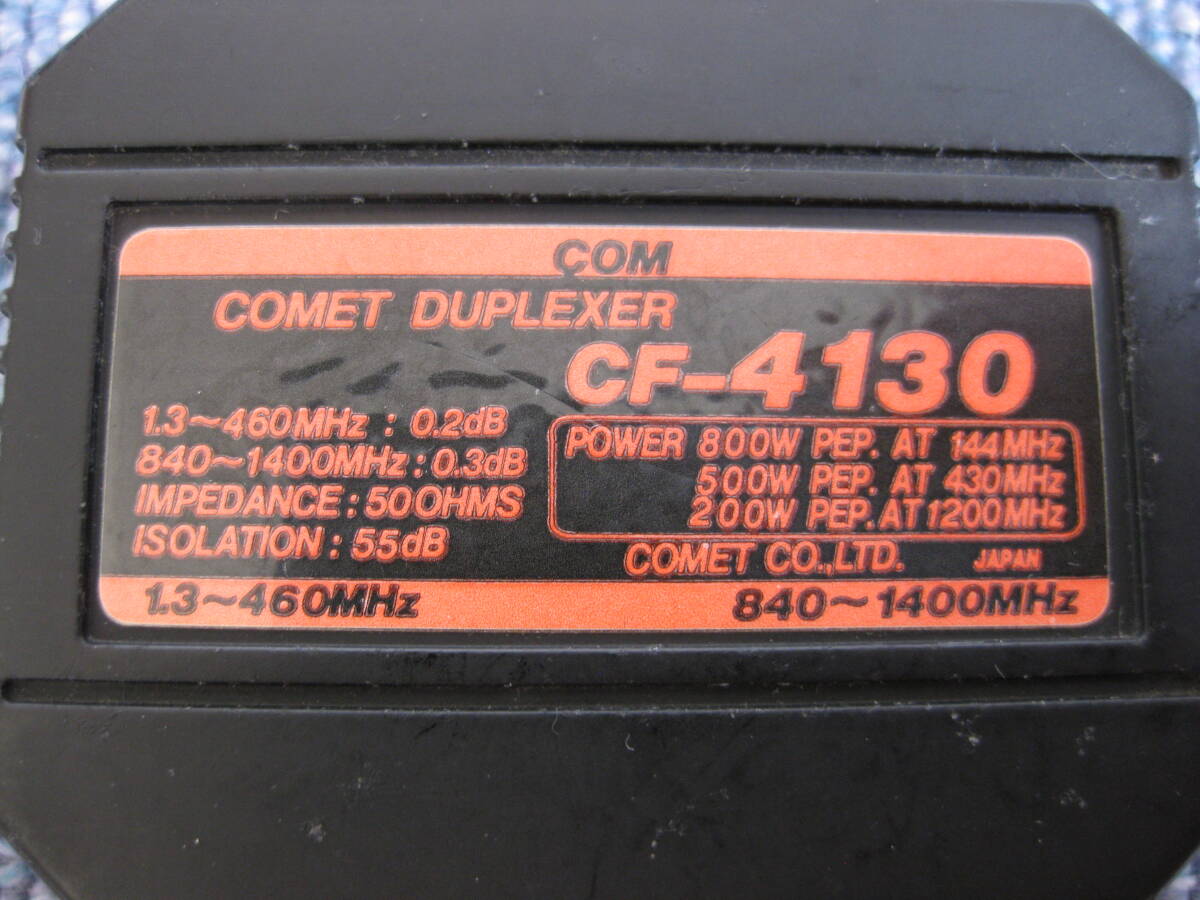 COM
COMET DUPLEXER
CF-4130
1.3~460MHz : 0.2dB
840~1400MHz : 0.3dB
IMPEDANCE : 50OHMS
ISOLATION : 55dB
POWER 800W PEP. AT 144MHz
500W PEP. AT 430MHz
200W PEP. AT 1200MHz
COMET CO.,LTD. JAPAN
1.3~460MHz 840~1400MHz